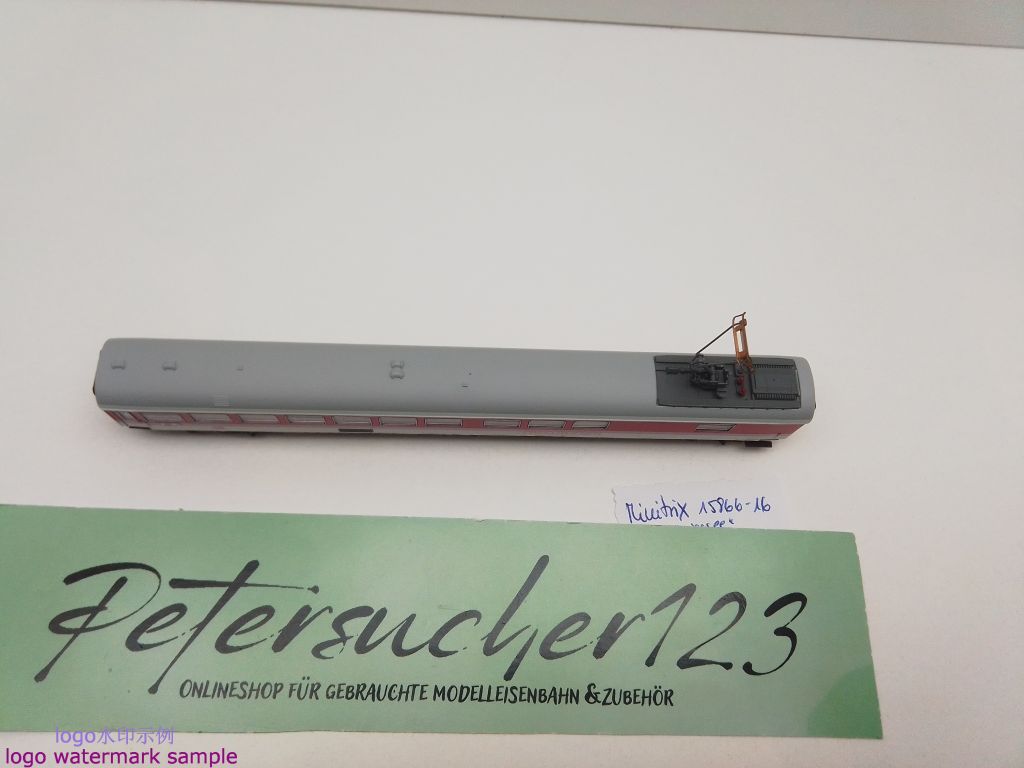 Minitrix 15866-16
Petersucher123
ONLINESHOP FÜR GEBRAUCHTE MODELLEISENBAHN & ZUBEHÖR
logo水印示例
logo watermark sample